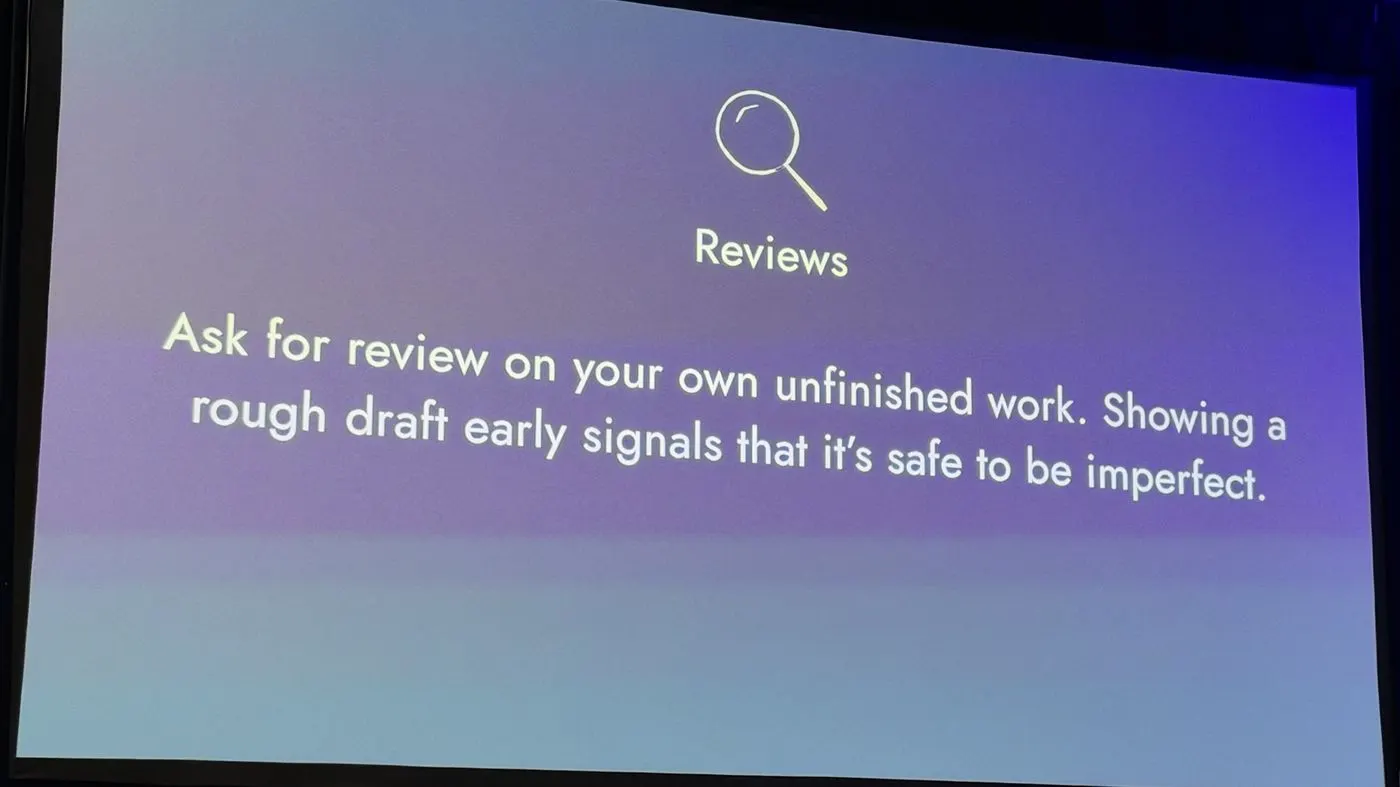 Reviews
Ask for review on your own unfinished work. Showing a
rough draft early signals that it’s safe to be imperfect.